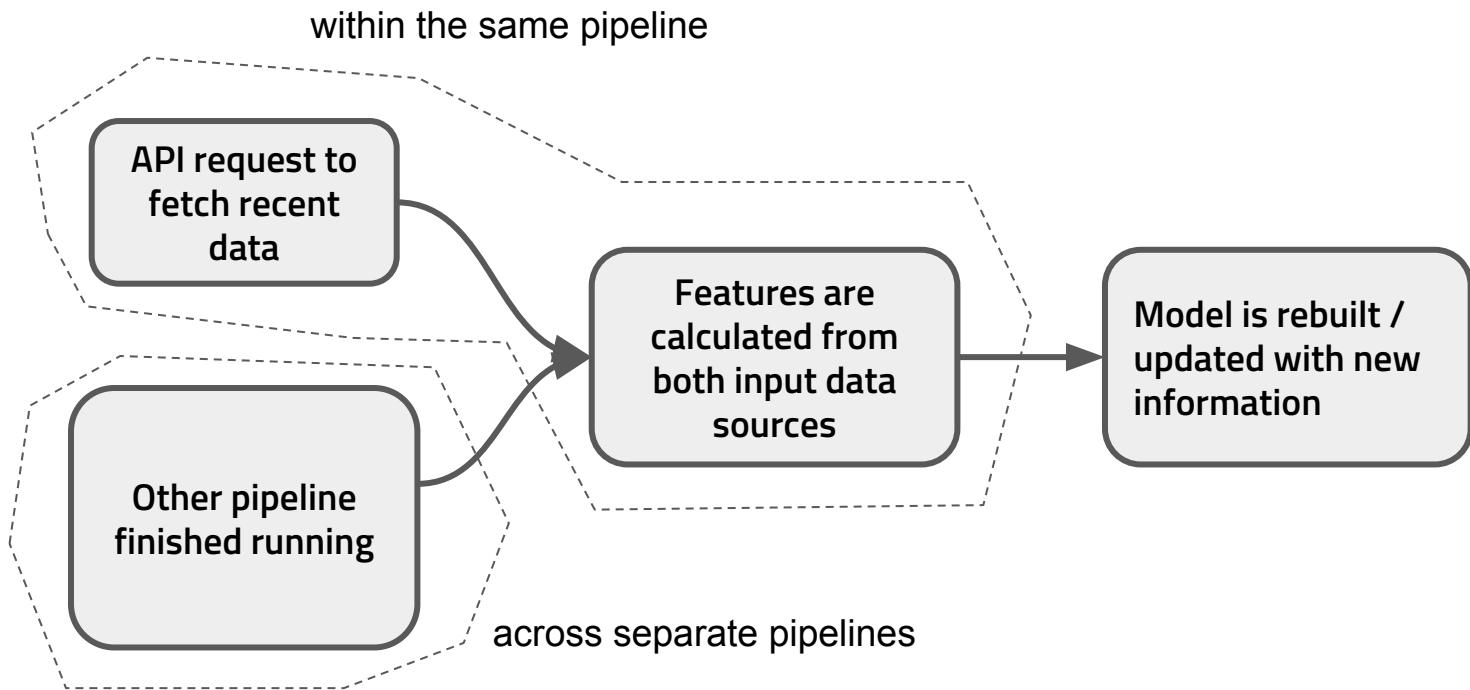 within the same pipeline
API request to
fetch recent
data
Features are
calculated from
both input data
sources
Model is rebuilt /
updated with new
information
Other pipeline
finished running
across separate pipelines